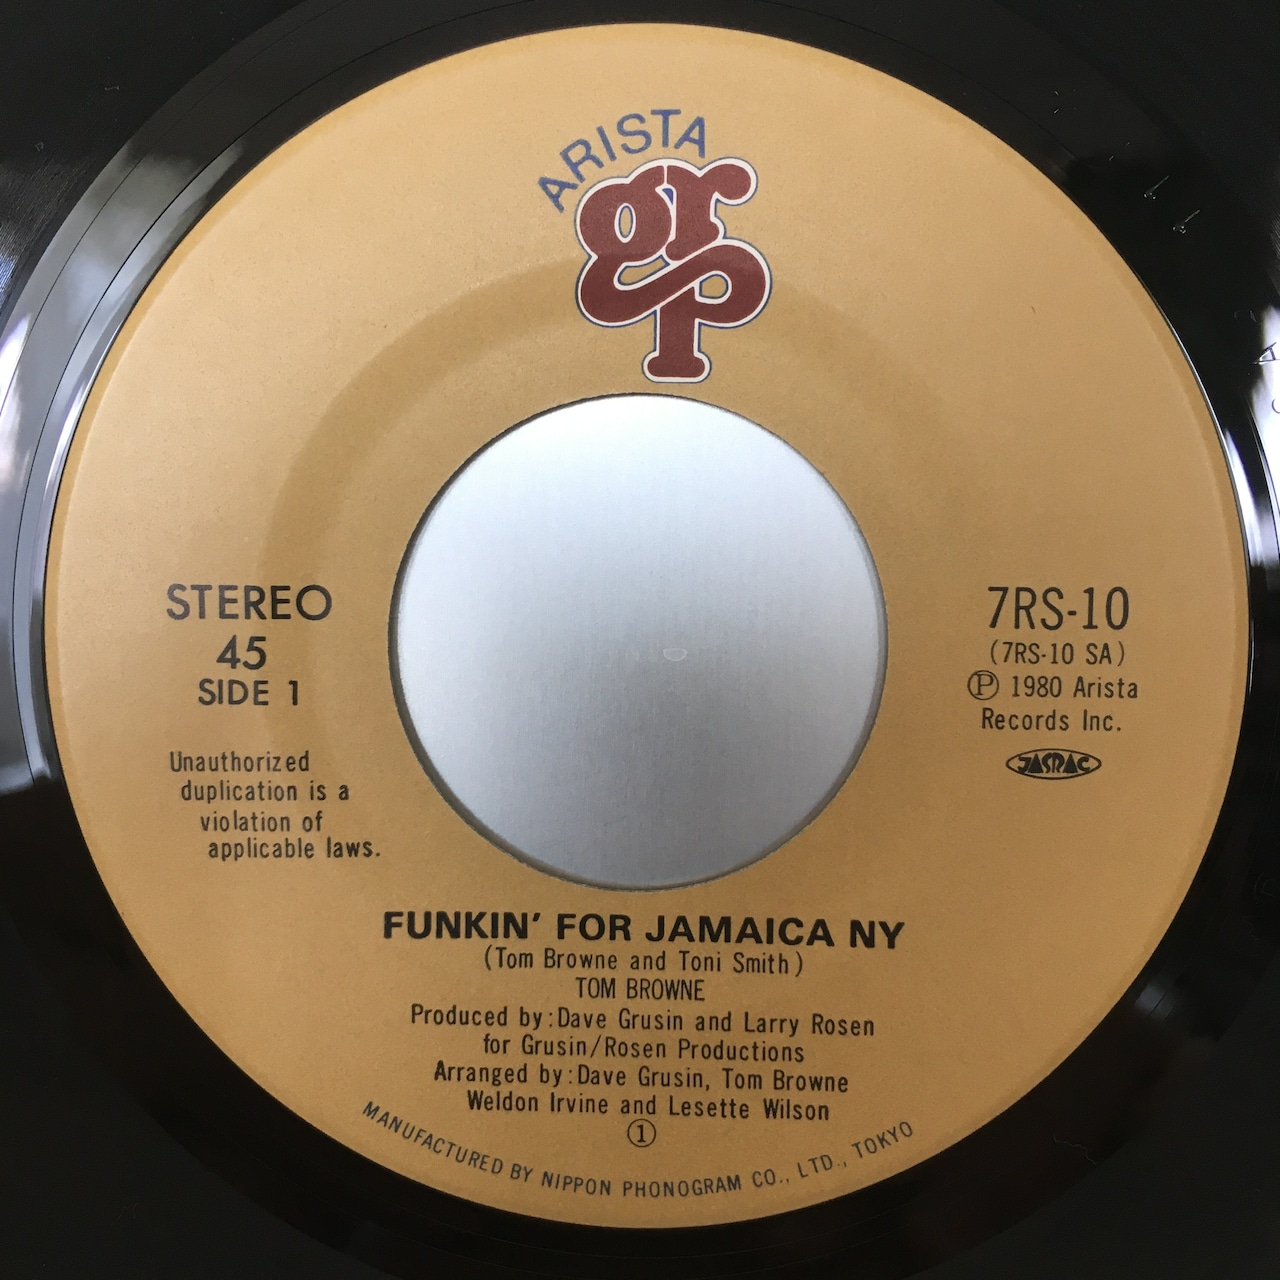 ARISTA
grp
STEREO
45
SIDE 1
Unauthorized
duplication is a
violation of
applicable laws.
7RS-10
(7RS-10 SA)
Ⓟ 1980 Arista
Records Inc.
JASRAC
FUNKIN' FOR JAMAICA NY
(Tom Browne and Toni Smith)
TOM BROWNE
Produced by:Dave Grusin and Larry Rosen
for Grusin/Rosen Productions
Arranged by:Dave Grusin, Tom Browne
Weldon Irvine and Lesette Wilson
①
MANUFACTURED BY NIPPON PHONOGRAM CO., LTD., TOKYO